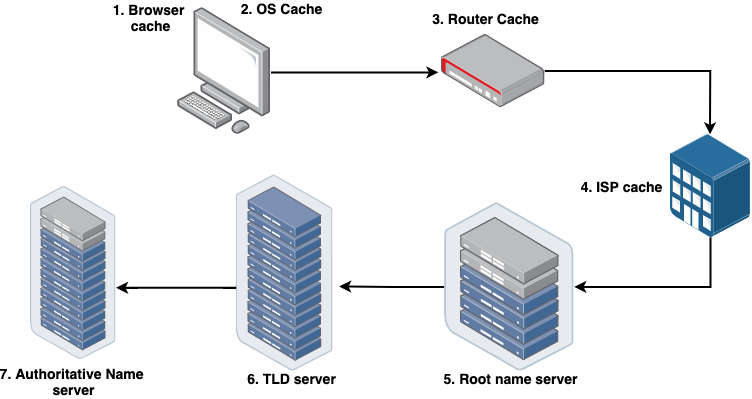 1. Browser
cache
2. OS Cache
3. Router Cache
4. ISP cache
5. Root name server
6. TLD server
7. Authoritative Name
server